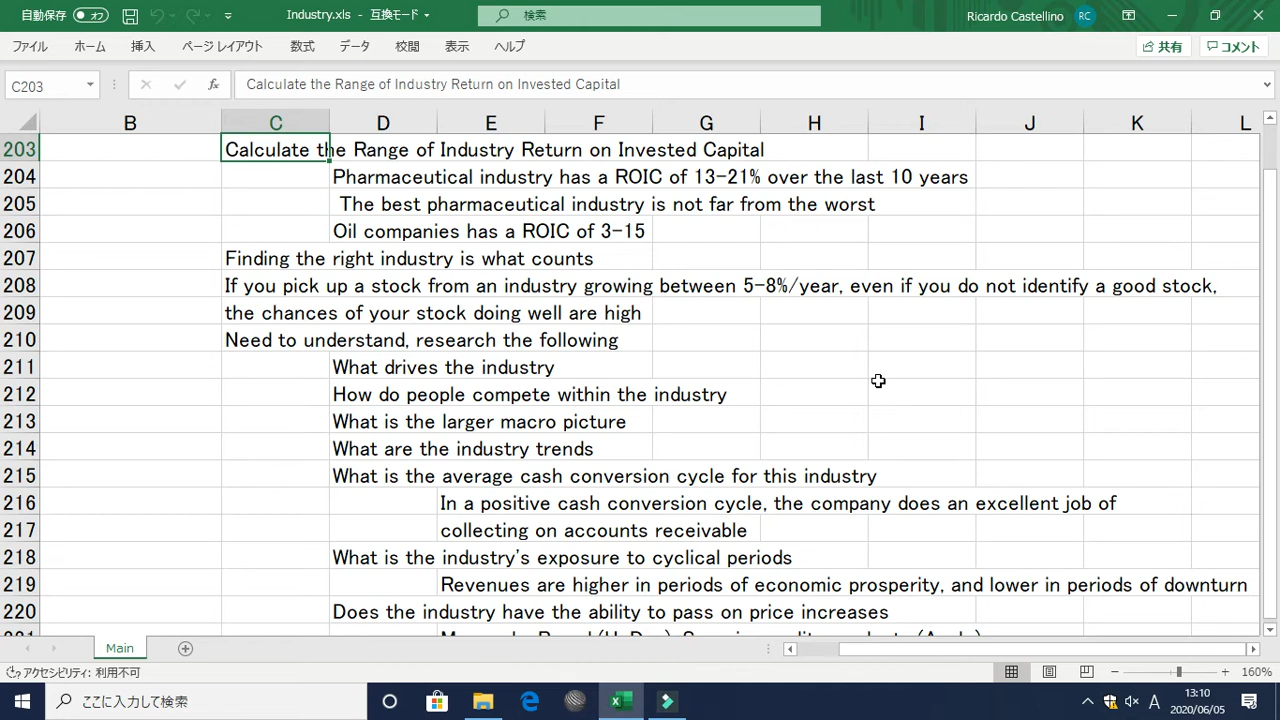 自動保存 オフ Industry.xls - 互換モード 検索 Ricardo Castellino RC
ファイル ホーム 挿入 ページ レイアウト 数式 データ 校閲 表示 ヘルプ 共有 コメント
C203 fx Calculate the Range of Industry Return on Invested Capital
B C D E F G H I J K L
203 Calculate the Range of Industry Return on Invested Capital
204 Pharmaceutical industry has a ROIC of 13-21% over the last 10 years
205 The best pharmaceutical industry is not far from the worst
206 Oil companies has a ROIC of 3-15
207 Finding the right industry is what counts
208 If you pick up a stock from an industry growing between 5-8%/year, even if you do not identify a good stock,
209 the chances of your stock doing well are high
210 Need to understand, research the following
211 What drives the industry
212 How do people compete within the industry
213 What is the larger macro picture
214 What are the industry trends
215 What is the average cash conversion cycle for this industry
216 In a positive cash conversion cycle, the company does an excellent job of
217 collecting on accounts receivable
218 What is the industry's exposure to cyclical periods
219 Revenues are higher in periods of economic prosperity, and lower in periods of downturn
220 Does the industry have the ability to pass on price increases
Main
アクセシビリティ: 利用不可 160%
ここに入力して検索 A 13:10
2020/06/05